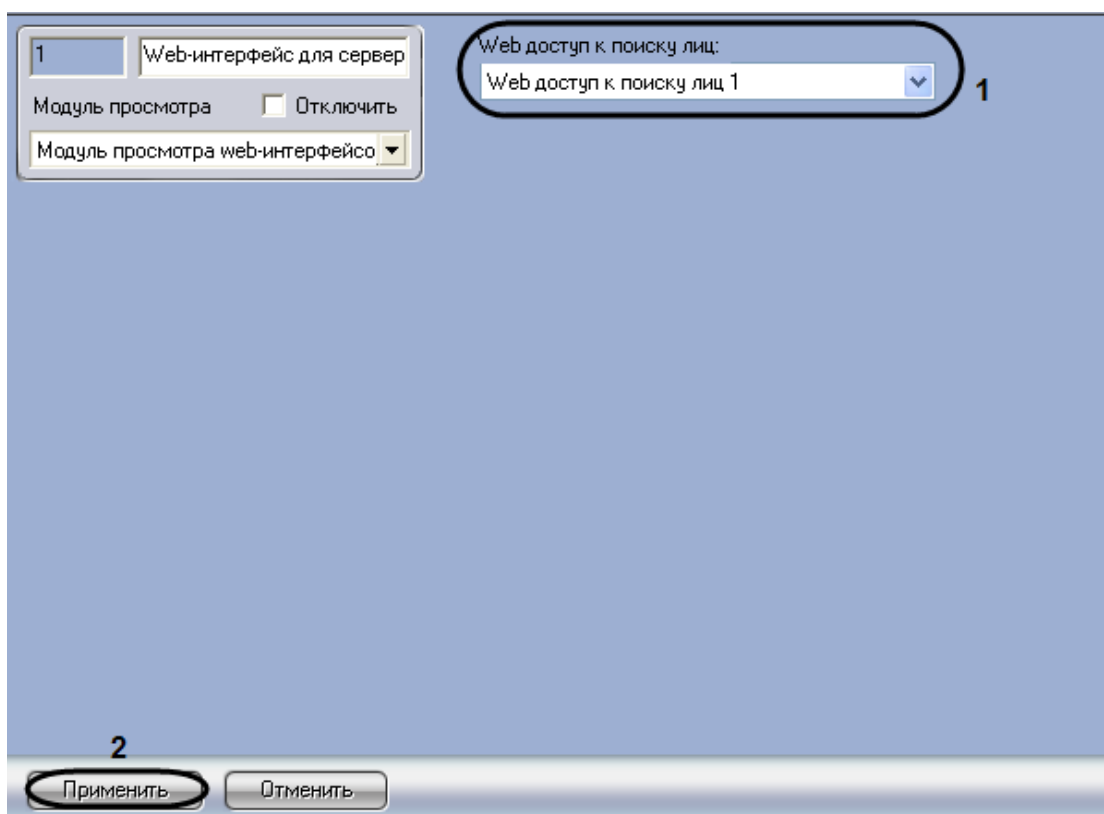 1 Web-интерфейс для сервер
Модуль просмотра Отключить
Модуль просмотра web-интерфейсо
Web доступ к поиску лиц:
Web доступ к поиску лиц 1
1
2
Применить Отменить